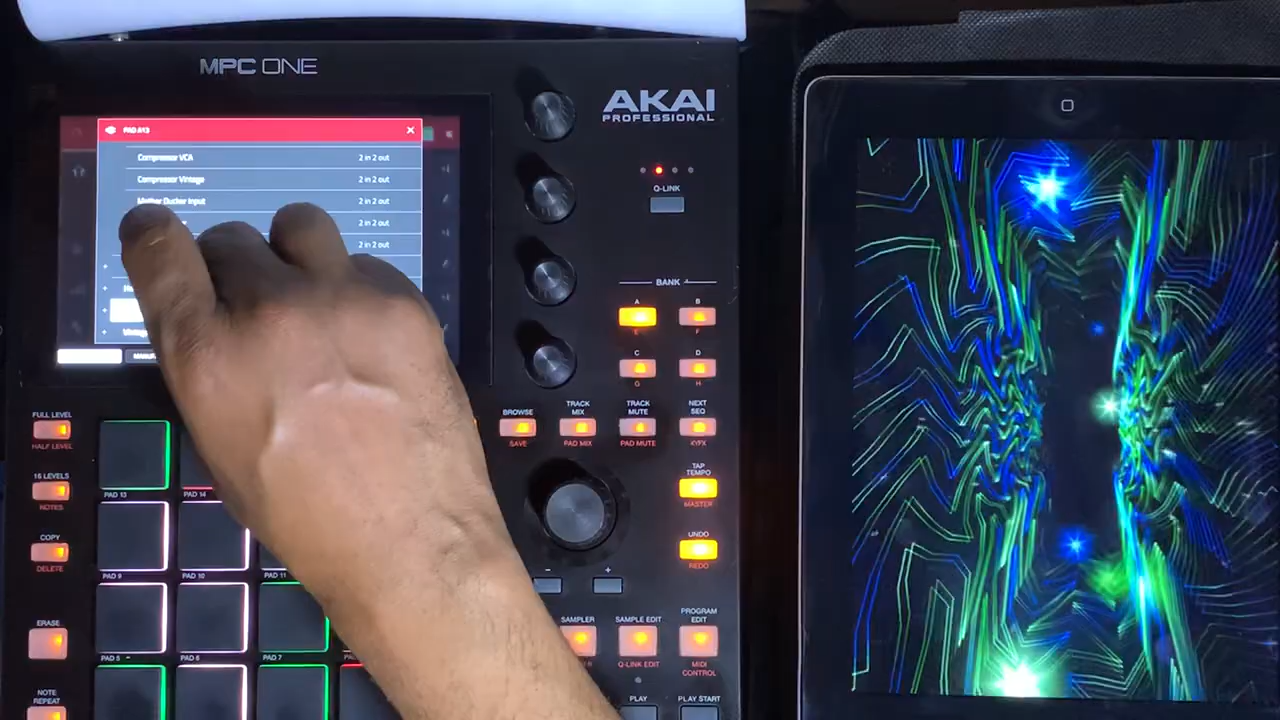 MPC ONE
AKAI
PROFESSIONAL
PAD A13
Compressor VCA 2 in 2 out
Compressor Vintage 2 in 2 out
Mother Ducker Input 2 in 2 out
2 in 2 out
2 in 2 out
Q-LINK
BANK
A B
E F
C D
G H
FULL LEVEL
HALF LEVEL
BROWSE
SAVE
TRACK MIX
PAD MIX
TRACK MUTE
PAD MUTE
NEXT SEQ
XYFX
16 LEVELS
NOTES
PAD 13
PAD 14
TAP TEMPO
MASTER
COPY
DELETE
UNDO
REDO
PAD 9
PAD 10
PAD 11
- +
ERASE
SAMPLER
SAMPLE EDIT
Q-LINK EDIT
PROGRAM EDIT
MIDI CONTROL
PAD 5
PAD 6
PAD 7
NOTE REPEAT
PLAY
PLAY START